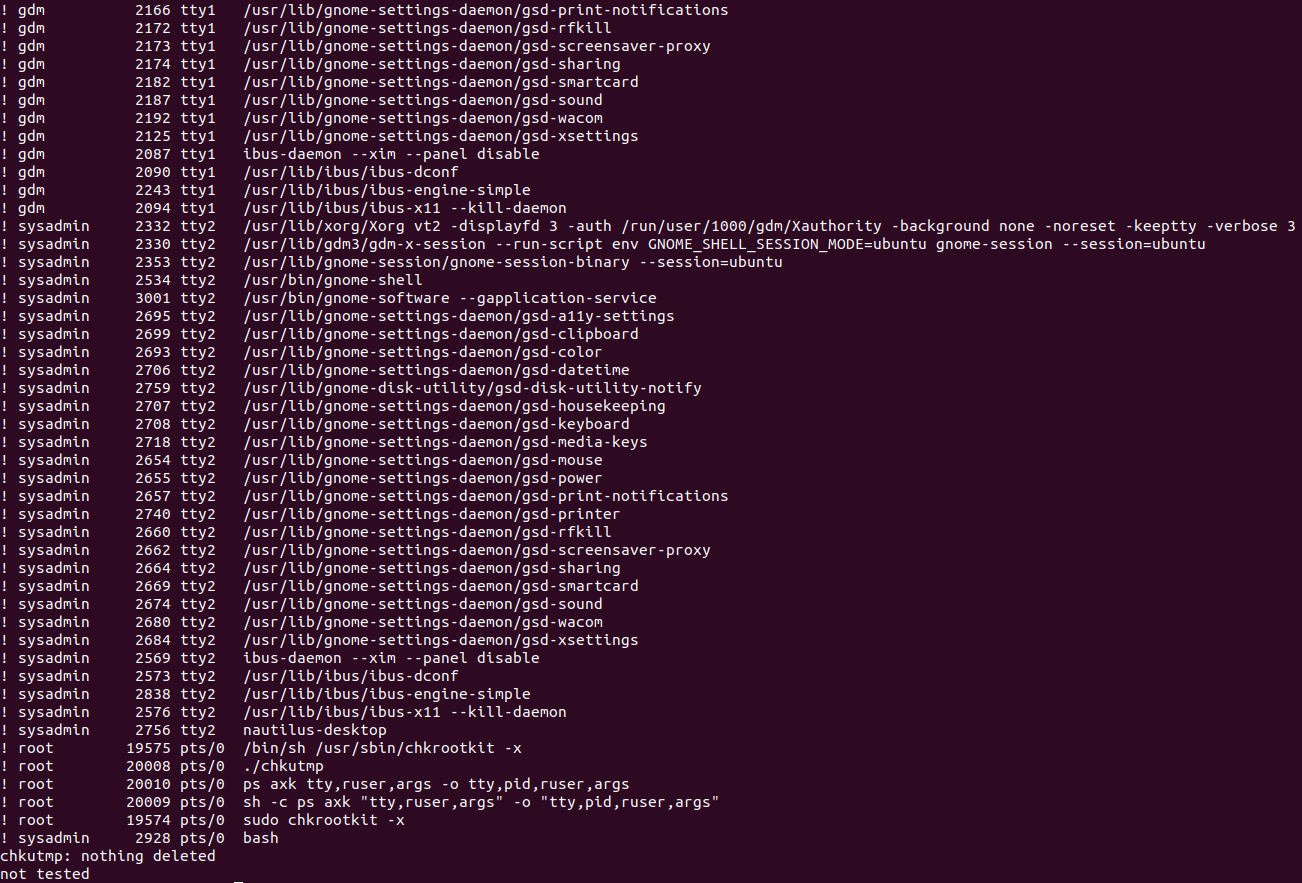 ! gdm          2166 tty1   /usr/lib/gnome-settings-daemon/gsd-print-notifications
! gdm          2172 tty1   /usr/lib/gnome-settings-daemon/gsd-rfkill
! gdm          2173 tty1   /usr/lib/gnome-settings-daemon/gsd-screensaver-proxy
! gdm          2174 tty1   /usr/lib/gnome-settings-daemon/gsd-sharing
! gdm          2182 tty1   /usr/lib/gnome-settings-daemon/gsd-smartcard
! gdm          2187 tty1   /usr/lib/gnome-settings-daemon/gsd-sound
! gdm          2192 tty1   /usr/lib/gnome-settings-daemon/gsd-wacom
! gdm          2125 tty1   /usr/lib/gnome-settings-daemon/gsd-xsettings
! gdm          2087 tty1   ibus-daemon --xim --panel disable
! gdm          2090 tty1   /usr/lib/ibus/ibus-dconf
! gdm          2243 tty1   /usr/lib/ibus/ibus-engine-simple
! gdm          2094 tty1   /usr/lib/ibus/ibus-x11 --kill-daemon
! sysadmin     2332 tty2   /usr/lib/xorg/Xorg vt2 -displayfd 3 -auth /run/user/1000/gdm/Xauthority -background none -noreset -keeptty -verbose 3
! sysadmin     2330 tty2   /usr/lib/gdm3/gdm-x-session --run-script env GNOME_SHELL_SESSION_MODE=ubuntu gnome-session --session=ubuntu
! sysadmin     2353 tty2   /usr/lib/gnome-session/gnome-session-binary --session=ubuntu
! sysadmin     2534 tty2   /usr/bin/gnome-shell
! sysadmin     3001 tty2   /usr/bin/gnome-software --gapplication-service
! sysadmin     2695 tty2   /usr/lib/gnome-settings-daemon/gsd-a11y-settings
! sysadmin     2699 tty2   /usr/lib/gnome-settings-daemon/gsd-clipboard
! sysadmin     2693 tty2   /usr/lib/gnome-settings-daemon/gsd-color
! sysadmin     2706 tty2   /usr/lib/gnome-settings-daemon/gsd-datetime
! sysadmin     2759 tty2   /usr/lib/gnome-disk-utility/gsd-disk-utility-notify
! sysadmin     2707 tty2   /usr/lib/gnome-settings-daemon/gsd-housekeeping
! sysadmin     2708 tty2   /usr/lib/gnome-settings-daemon/gsd-keyboard
! sysadmin     2718 tty2   /usr/lib/gnome-settings-daemon/gsd-media-keys
! sysadmin     2654 tty2   /usr/lib/gnome-settings-daemon/gsd-mouse
! sysadmin     2655 tty2   /usr/lib/gnome-settings-daemon/gsd-power
! sysadmin     2657 tty2   /usr/lib/gnome-settings-daemon/gsd-print-notifications
! sysadmin     2740 tty2   /usr/lib/gnome-settings-daemon/gsd-printer
! sysadmin     2660 tty2   /usr/lib/gnome-settings-daemon/gsd-rfkill
! sysadmin     2662 tty2   /usr/lib/gnome-settings-daemon/gsd-screensaver-proxy
! sysadmin     2664 tty2   /usr/lib/gnome-settings-daemon/gsd-sharing
! sysadmin     2669 tty2   /usr/lib/gnome-settings-daemon/gsd-smartcard
! sysadmin     2674 tty2   /usr/lib/gnome-settings-daemon/gsd-sound
! sysadmin     2680 tty2   /usr/lib/gnome-settings-daemon/gsd-wacom
! sysadmin     2684 tty2   /usr/lib/gnome-settings-daemon/gsd-xsettings
! sysadmin     2569 tty2   ibus-daemon --xim --panel disable
! sysadmin     2573 tty2   /usr/lib/ibus/ibus-dconf
! sysadmin     2838 tty2   /usr/lib/ibus/ibus-engine-simple
! sysadmin     2576 tty2   /usr/lib/ibus/ibus-x11 --kill-daemon
! sysadmin     2756 tty2   nautilus-desktop
! root        19575 pts/0  /bin/sh /usr/sbin/chkrootkit -x
! root        20008 pts/0  ./chkutmp
! root        20010 pts/0  ps axk tty,ruser,args -o tty,pid,ruser,args
! root        20009 pts/0  sh -c ps axk "tty,ruser,args" -o "tty,pid,ruser,args"
! root        19574 pts/0  sudo chkrootkit -x
! sysadmin     2928 pts/0  bash
chkutmp: nothing deleted
not tested